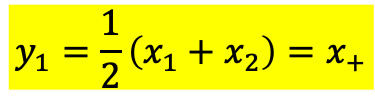 y₁ = 1/2 (x₁ + x₂) = x₊